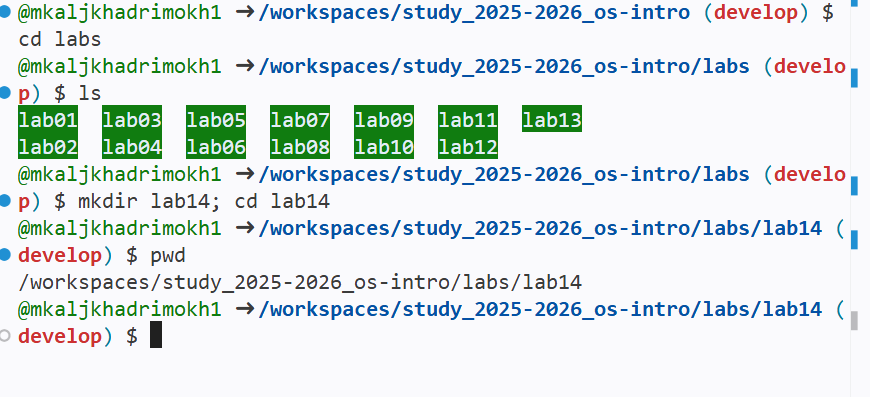 @mkaljkhadrimokh1 ➜/workspaces/study_2025-2026_os-intro (develop) $
cd labs
@mkaljkhadrimokh1 ➜/workspaces/study_2025-2026_os-intro/labs (develo
p) $ ls
lab01 lab03 lab05 lab07 lab09 lab11 lab13
lab02 lab04 lab06 lab08 lab10 lab12
@mkaljkhadrimokh1 ➜/workspaces/study_2025-2026_os-intro/labs (develo
p) $ mkdir lab14; cd lab14
@mkaljkhadrimokh1 ➜/workspaces/study_2025-2026_os-intro/labs/lab14 (
develop) $ pwd
/workspaces/study_2025-2026_os-intro/labs/lab14
@mkaljkhadrimokh1 ➜/workspaces/study_2025-2026_os-intro/labs/lab14 (
develop) $